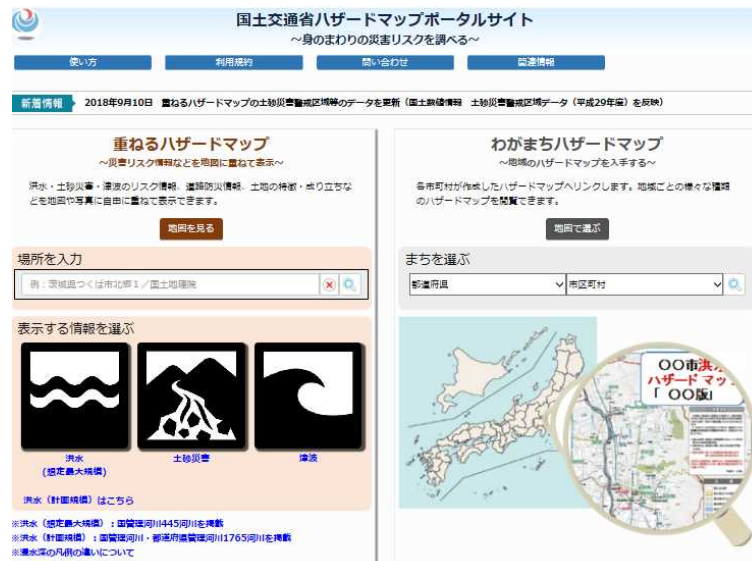 国土交通省ハザードマップポータルサイト
～身のまわりの災害リスクを調べる～
使い方
利用規約
問い合わせ
関連情報
新着情報 2018年9月10日 重ねるハザードマップの土砂災害警戒区域等のデータを更新（国土数値情報 土砂災害警戒区域データ（平成29年度）を反映）
重ねるハザードマップ
～災害リスク情報などを地図に重ねて表示～
洪水・土砂災害・津波のリスク情報、道路防災情報、土地の特徴・成り立ちな
どを地図や写真に自由に重ねて表示できます。
地図を見る
場所を入力
例：茨城県つくば市北郷１／国土地理院
表示する情報を選ぶ
洪水
(想定最大規模)
土砂災害
津波
洪水（計画規模）はこちら
※洪水（想定最大規模）：国管理河川445河川を掲載
※洪水（計画規模）：国管理河川・都道府県管理河川1765河川を掲載
※浸水深の凡例の違いについて
わがまちハザードマップ
～地域のハザードマップを入手する～
各市町村が作成したハザードマップへリンクします。地域ごとの様々な種類
のハザードマップを閲覧できます。
地図で選ぶ
まちを選ぶ
都道府県
市区町村
〇〇市洪水
ハザードマップ
「 〇〇版」